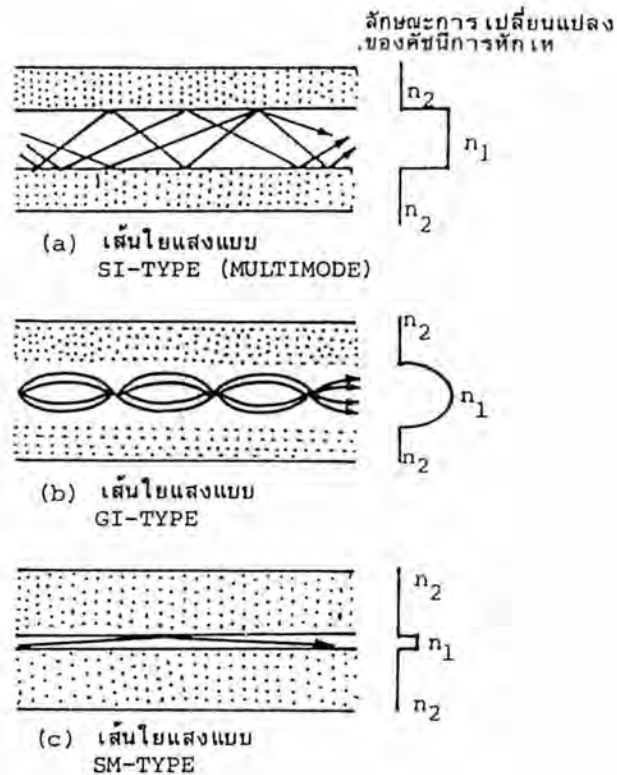 ลักษณะการเปลี่ยนแปลง
ของคัชนีการหักเห
n2
n1
n2
(a) เส้นใยแสงแบบ
SI-TYPE (MULTIMODE)
n2
n1
n2
(b) เส้นใยแสงแบบ
GI-TYPE
n2
n1
n2
(c) เส้นใยแสงแบบ
SM-TYPE